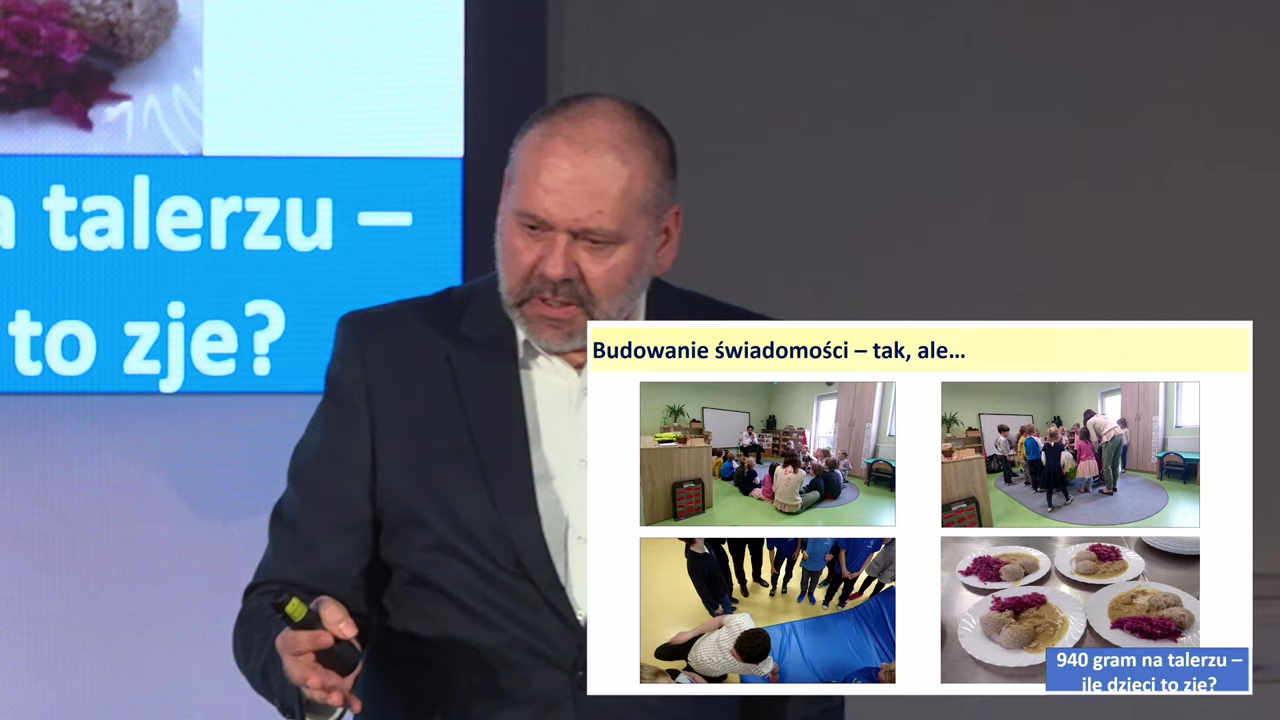 a talerzu –
to zje?
Budowanie świadomości – tak, ale...
940 gram na talerzu –
ile dzieci to zje?